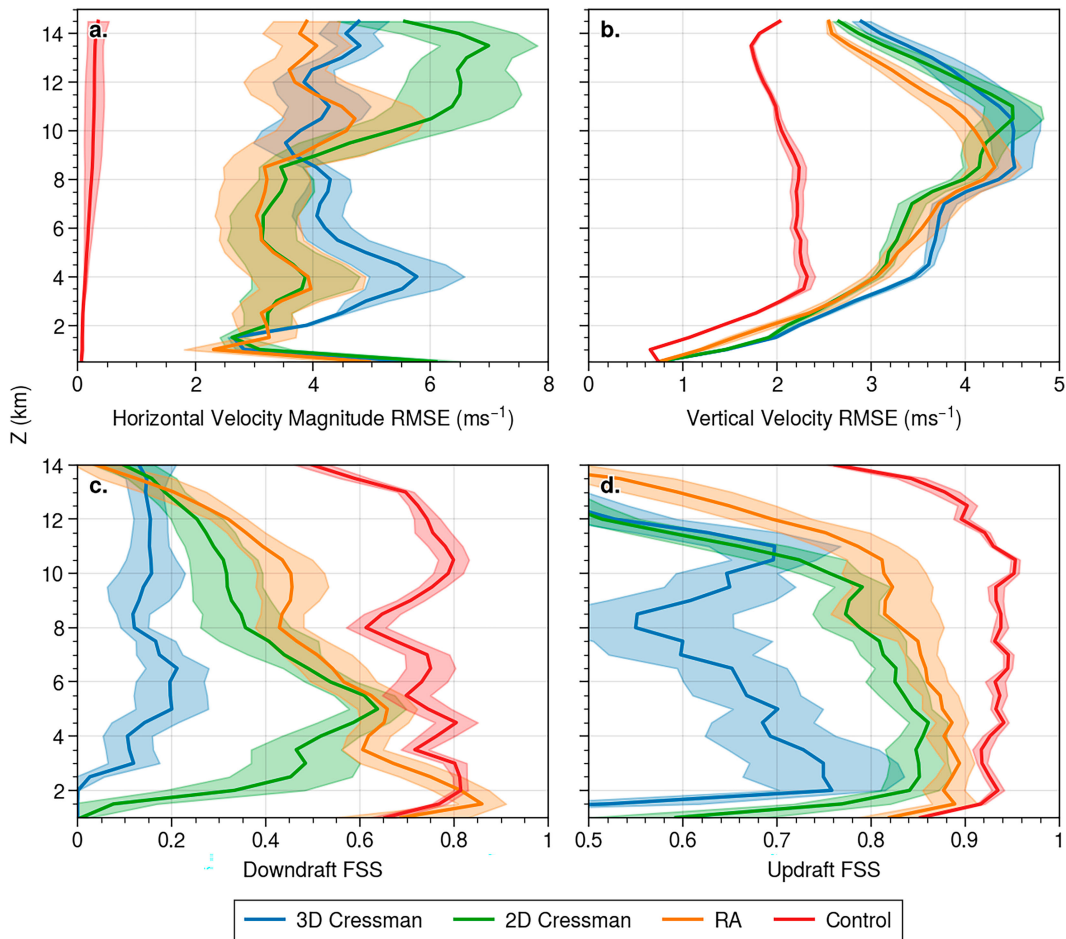 a.
14
12
10
8
6
4
2
0 2 4 6 8
Horizontal Velocity Magnitude RMSE (ms⁻¹)
b.
0 1 2 3 4 5
Vertical Velocity RMSE (ms⁻¹)
Z (km)
c.
14
12
10
8
6
4
2
0 0.2 0.4 0.6 0.8 1
Downdraft FSS
d.
0.5 0.6 0.7 0.8 0.9 1
Updraft FSS
3D Cressman 2D Cressman RA Control